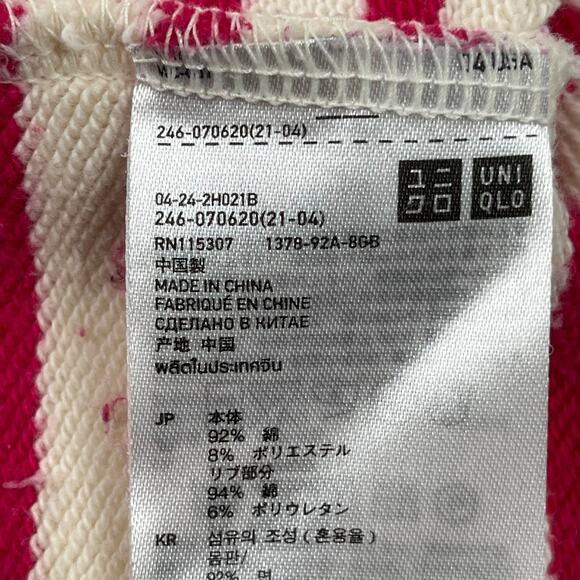 246-070620(21-04)
ユニ
クロ
UNI
QLO
04-24-2H021B
246-070620(21-04)
RN115307 1378-92A-8GB
中国製
MADE IN CHINA
FABRIQUÉ EN CHINE
СДЕЛАНО В КИТАЕ
产地 中国
ผลิตในประเทศจีน
JP 本体
92% 綿
8% ポリエステル
リブ部分
94% 綿
6% ポリウレタン
KR 섬유의 조성(혼용율)
몸판/
92% 면